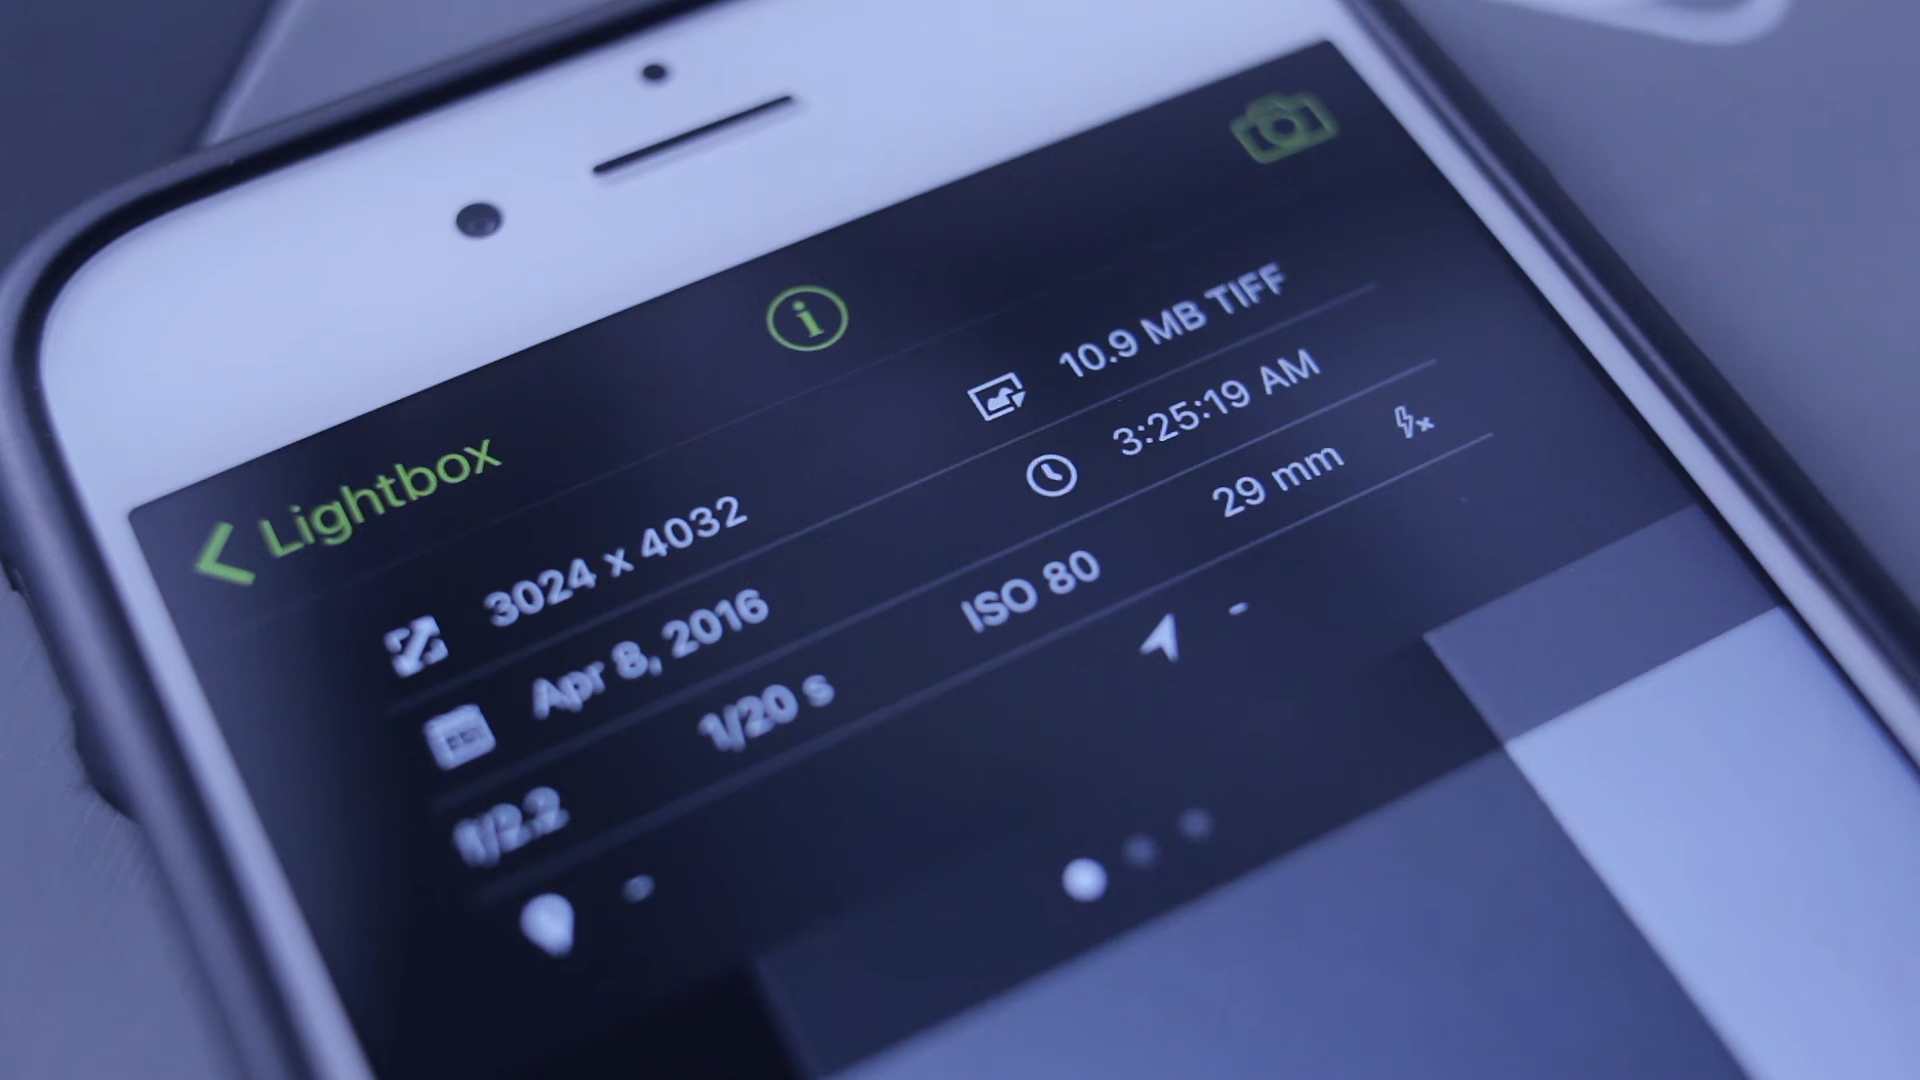 Lightbox
3024 x 4032
10.9 MB TIFF
Apr 8, 2016
3:25:19 AM
1/2.2
1/20 s
ISO 80
29 mm